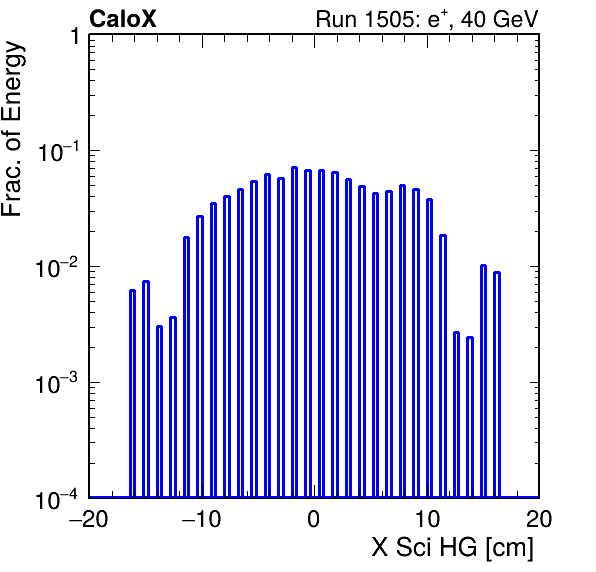 CaloX Run 1505: e⁺, 40 GeV
Frac. of Energy
1
10⁻¹
10⁻²
10⁻³
10⁻⁴
−20 −10 0 10 20
X Sci HG [cm]